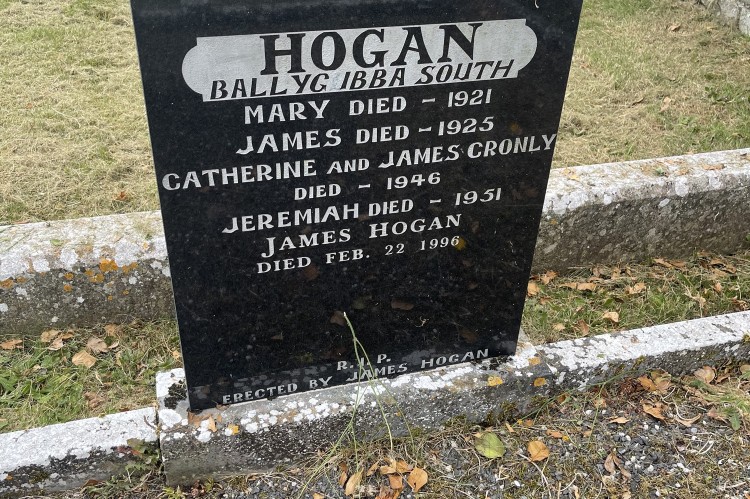 HOGAN
BALLYGIBBA SOUTH
MARY DIED - 1921
JAMES DIED - 1925
CATHERINE AND JAMES CRONLY
DIED - 1946
JEREMIAH DIED - 1951
JAMES HOGAN
DIED FEB. 22 1996
R. P.
ERECTED BY JAMES HOGAN